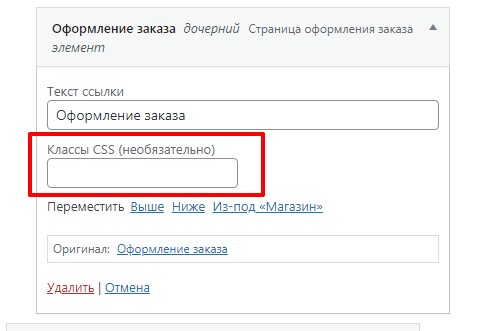 Оформление заказа дочерний Страница оформления заказа
элемент
Текст ссылки
Оформление заказа
Классы CSS (необязательно)
Переместить Выше Ниже Из-под «Магазин»
Оригинал: Оформление заказа
Удалить | Отмена